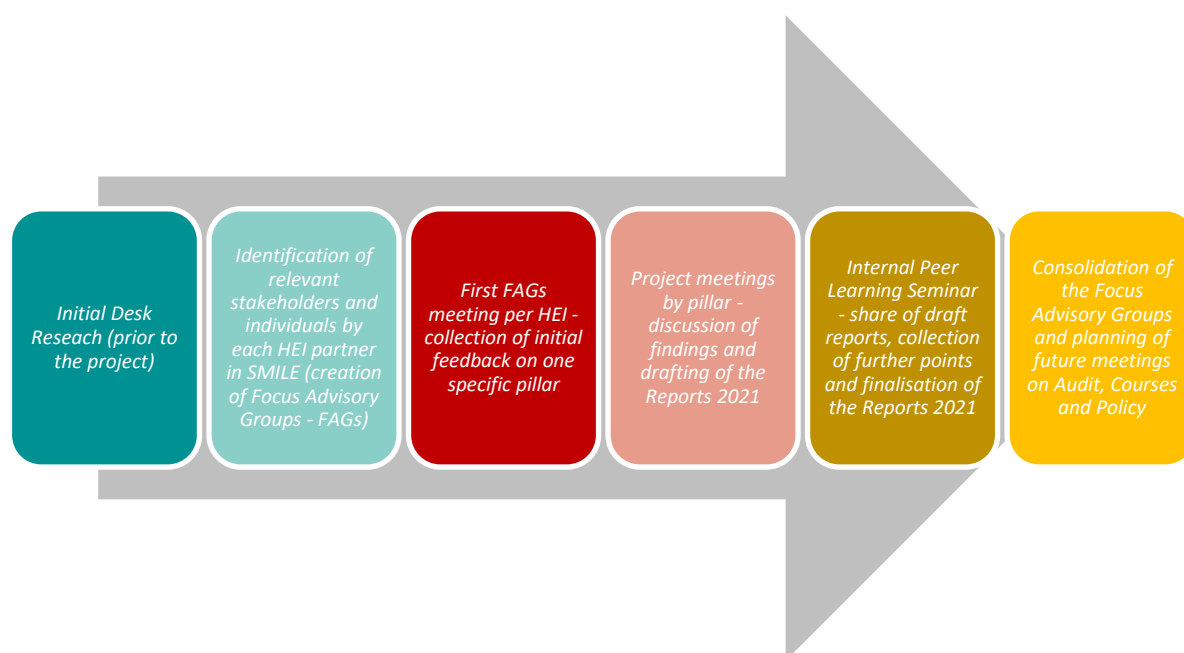 Initial Desk
Reseach (prior to
the project)
Identification of
relevant
stakeholders and
individuals by
each HEI partner
in SMILE (creation
of Focus Advisory
Groups - FAGs)
First FAGs
meeting per HEI -
collection of initial
feedback on one
specific pillar
Project meetings
by pillar -
discussion of
findings and
drafting of the
Reports 2021
Internal Peer
Learning Seminar
- share of draft
reports, collection
of further points
and finalisation of
the Reports 2021
Consolidation of
the Focus
Advisory Groups
and planning of
future meetings
on Audit, Courses
and Policy